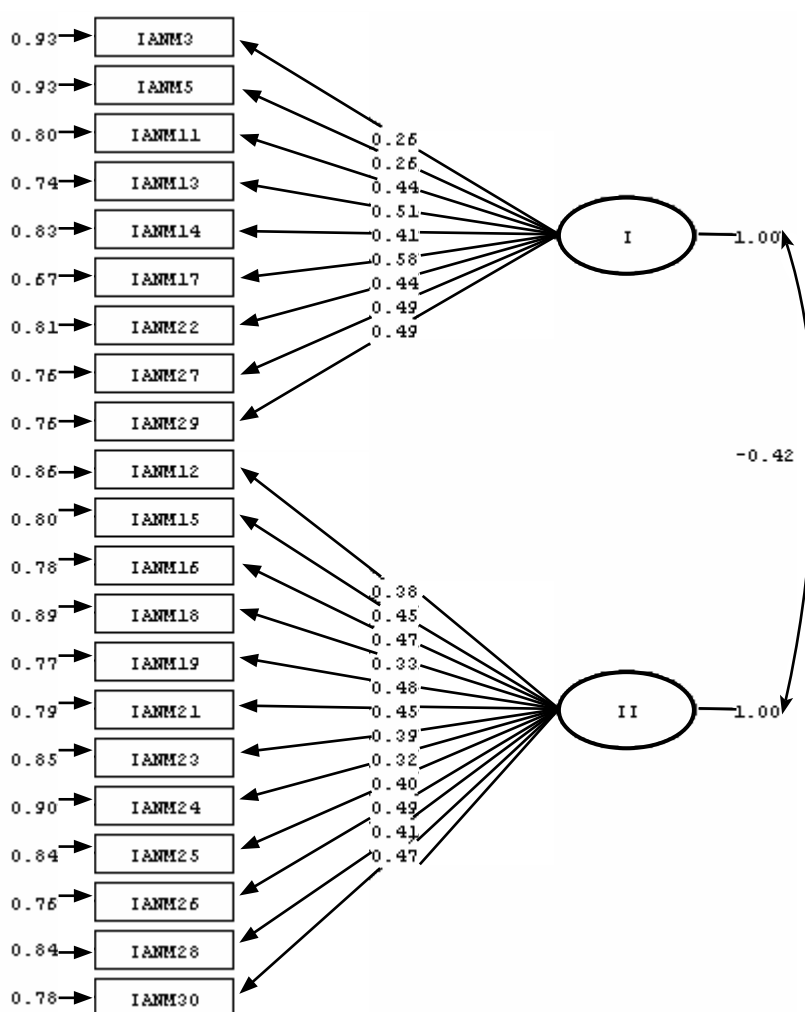 0.93 IANM3
0.93 IANM5
0.80 IANM11
0.74 IANM13
0.83 IANM14
0.67 IANM17
0.81 IANM22
0.76 IANM27
0.76 IANM29
0.86 IANM12
0.80 IANM15
0.78 IANM16
0.89 IANM18
0.77 IANM19
0.79 IANM21
0.85 IANM23
0.90 IANM24
0.84 IANM25
0.76 IANM26
0.84 IANM28
0.78 IANM30
0.26
0.26
0.44
0.51
0.41
0.58
0.44
0.49
0.49
I 1.00
-0.42
0.38
0.45
0.47
0.33
0.48
0.45
0.39
0.32
0.40
0.49
0.41
0.47
II 1.00